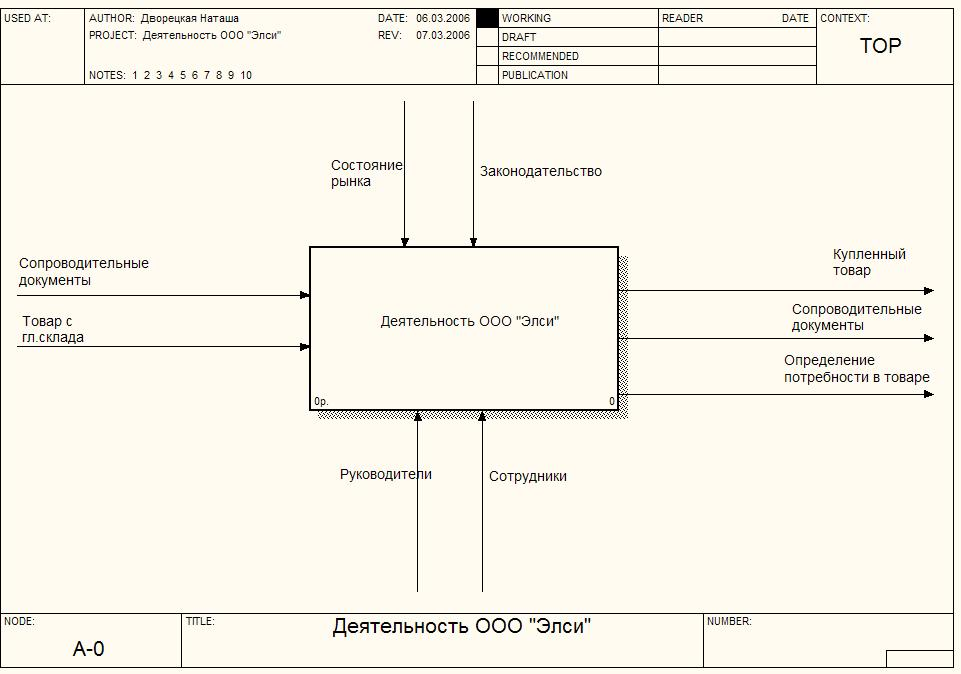 USED AT:
AUTHOR: Дворецкая Наташа
DATE: 06.03.2006
PROJECT: Деятельность ООО "Элси"
REV: 07.03.2006
NOTES: 1 2 3 4 5 6 7 8 9 10
WORKING
DRAFT
RECOMMENDED
PUBLICATION
READER DATE
CONTEXT:
TOP
Состояние
рынка
Законодательство
Сопроводительные
документы
Товар с
гл.склада
Деятельность ООО "Элси"
0р. 0
Купленный
товар
Сопроводительные
документы
Определение
потребности в товаре
Руководители
Сотрудники
NODE:
A-0
TITLE:
Деятельность ООО "Элси"
NUMBER: